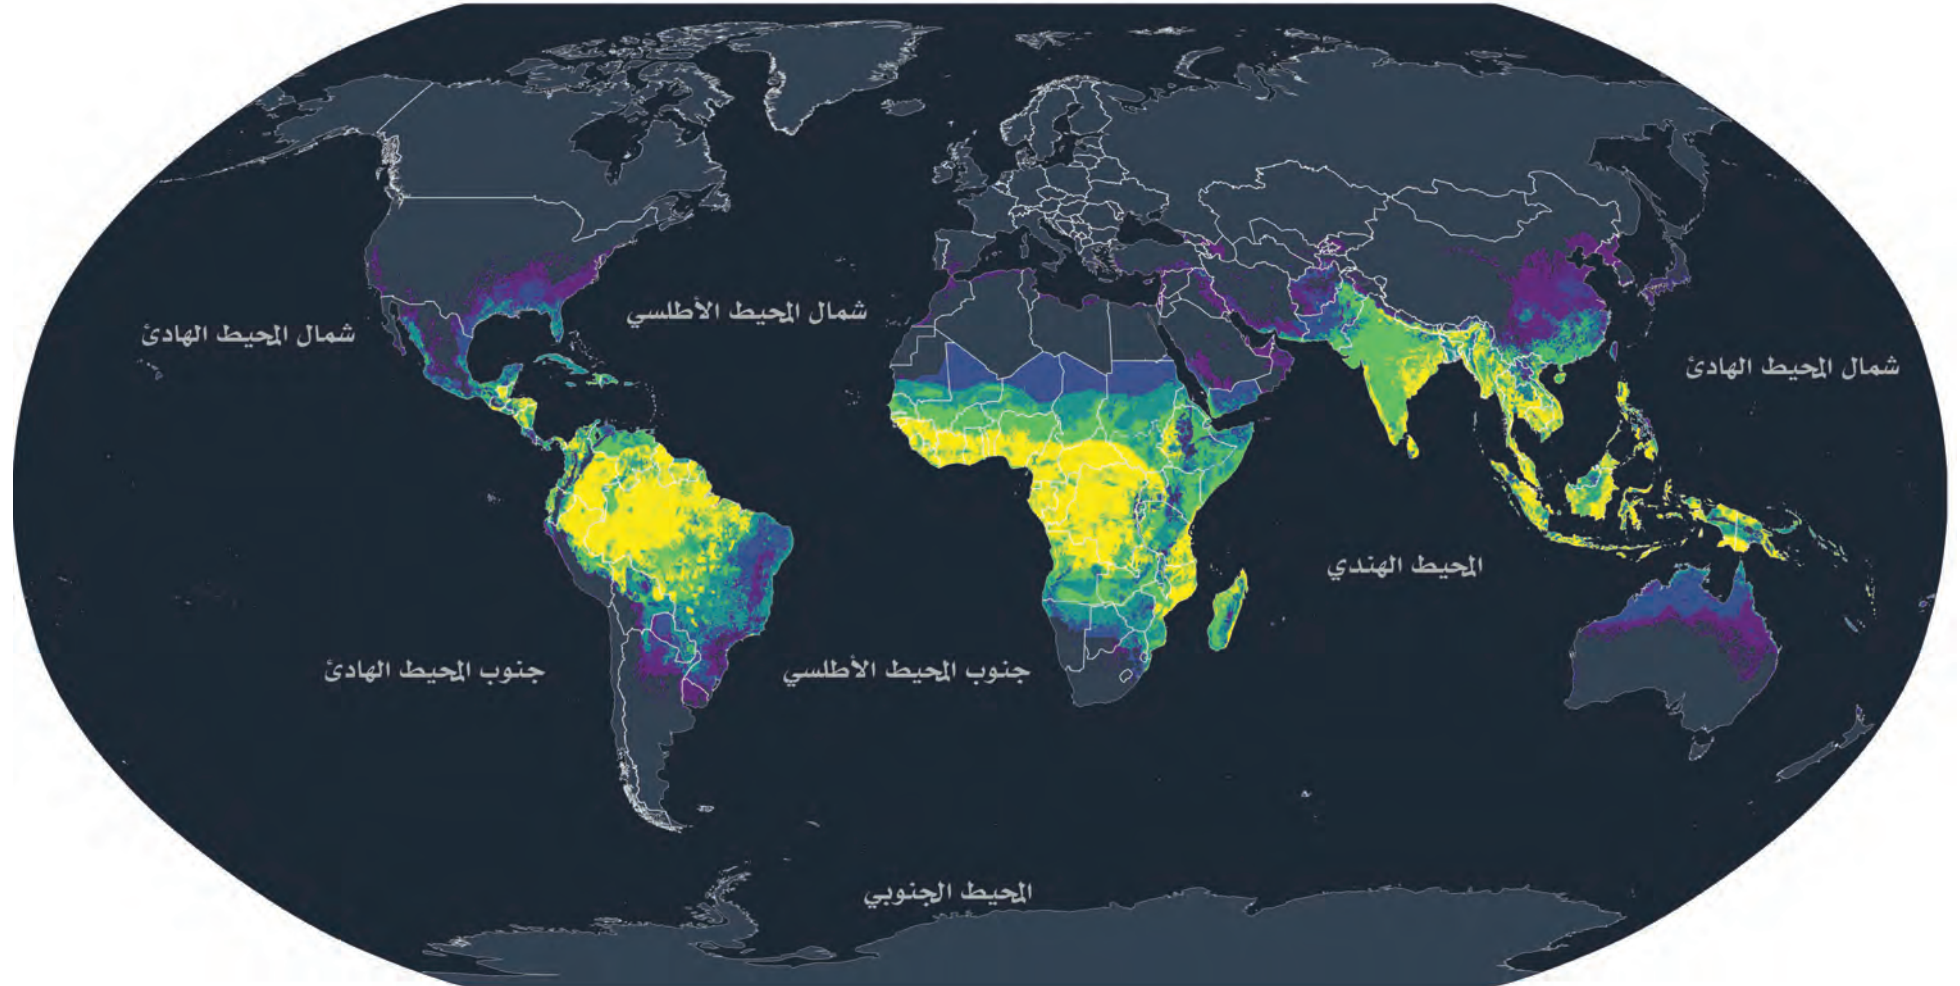 شمال المحيط الأطلسي
شمال المحيط الهادئ
شمال المحيط الهادئ
المحيط الهندي
جنوب المحيط الأطلسي
جنوب المحيط الهادئ
المحيط الجنوبي